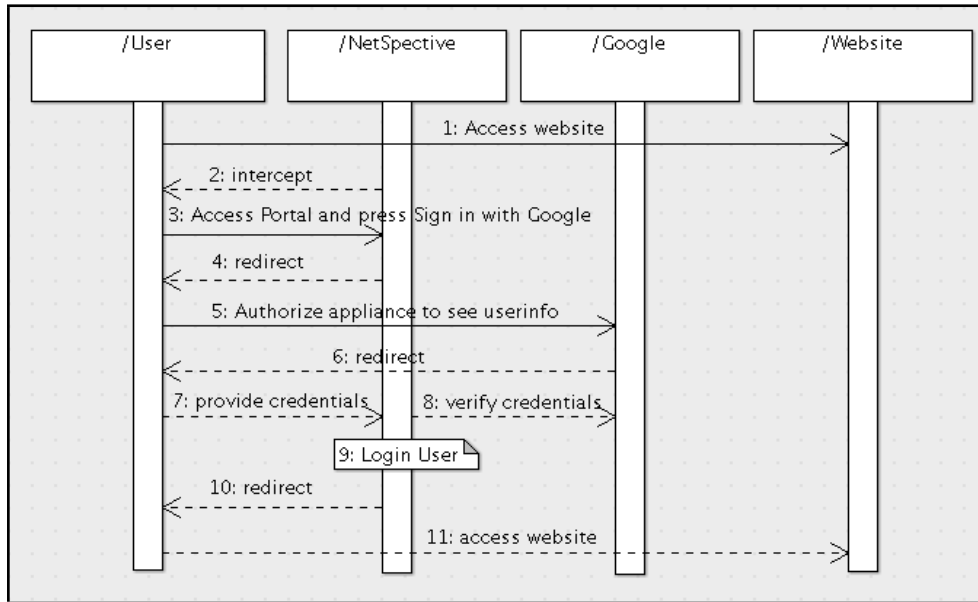 /User
/NetSpective
/Google
/Website
1: Access website
2: intercept
3: Access Portal and press Sign in with Google
4: redirect
5: Authorize appliance to see userinfo
6: redirect
7: provide credentials
8: verify credentials
9: Login User
10: redirect
11: access website